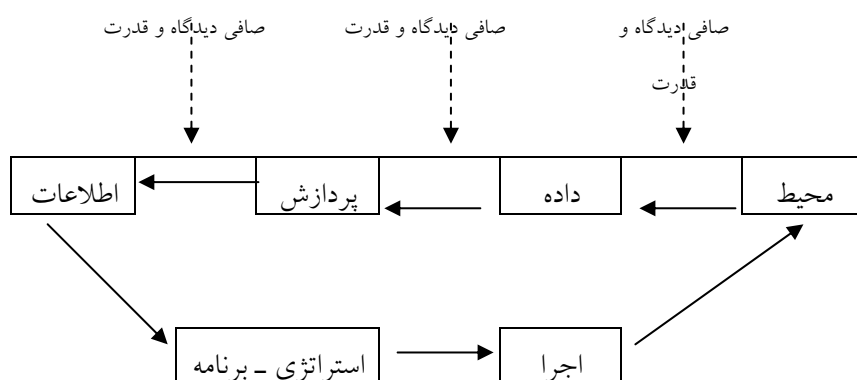 صافی دیدگاه و
قدرت
صافی دیدگاه و قدرت
صافی دیدگاه و قدرت
محیط
داده
پردازش
اطلاعات
استراتژی ـ برنامه
اجرا